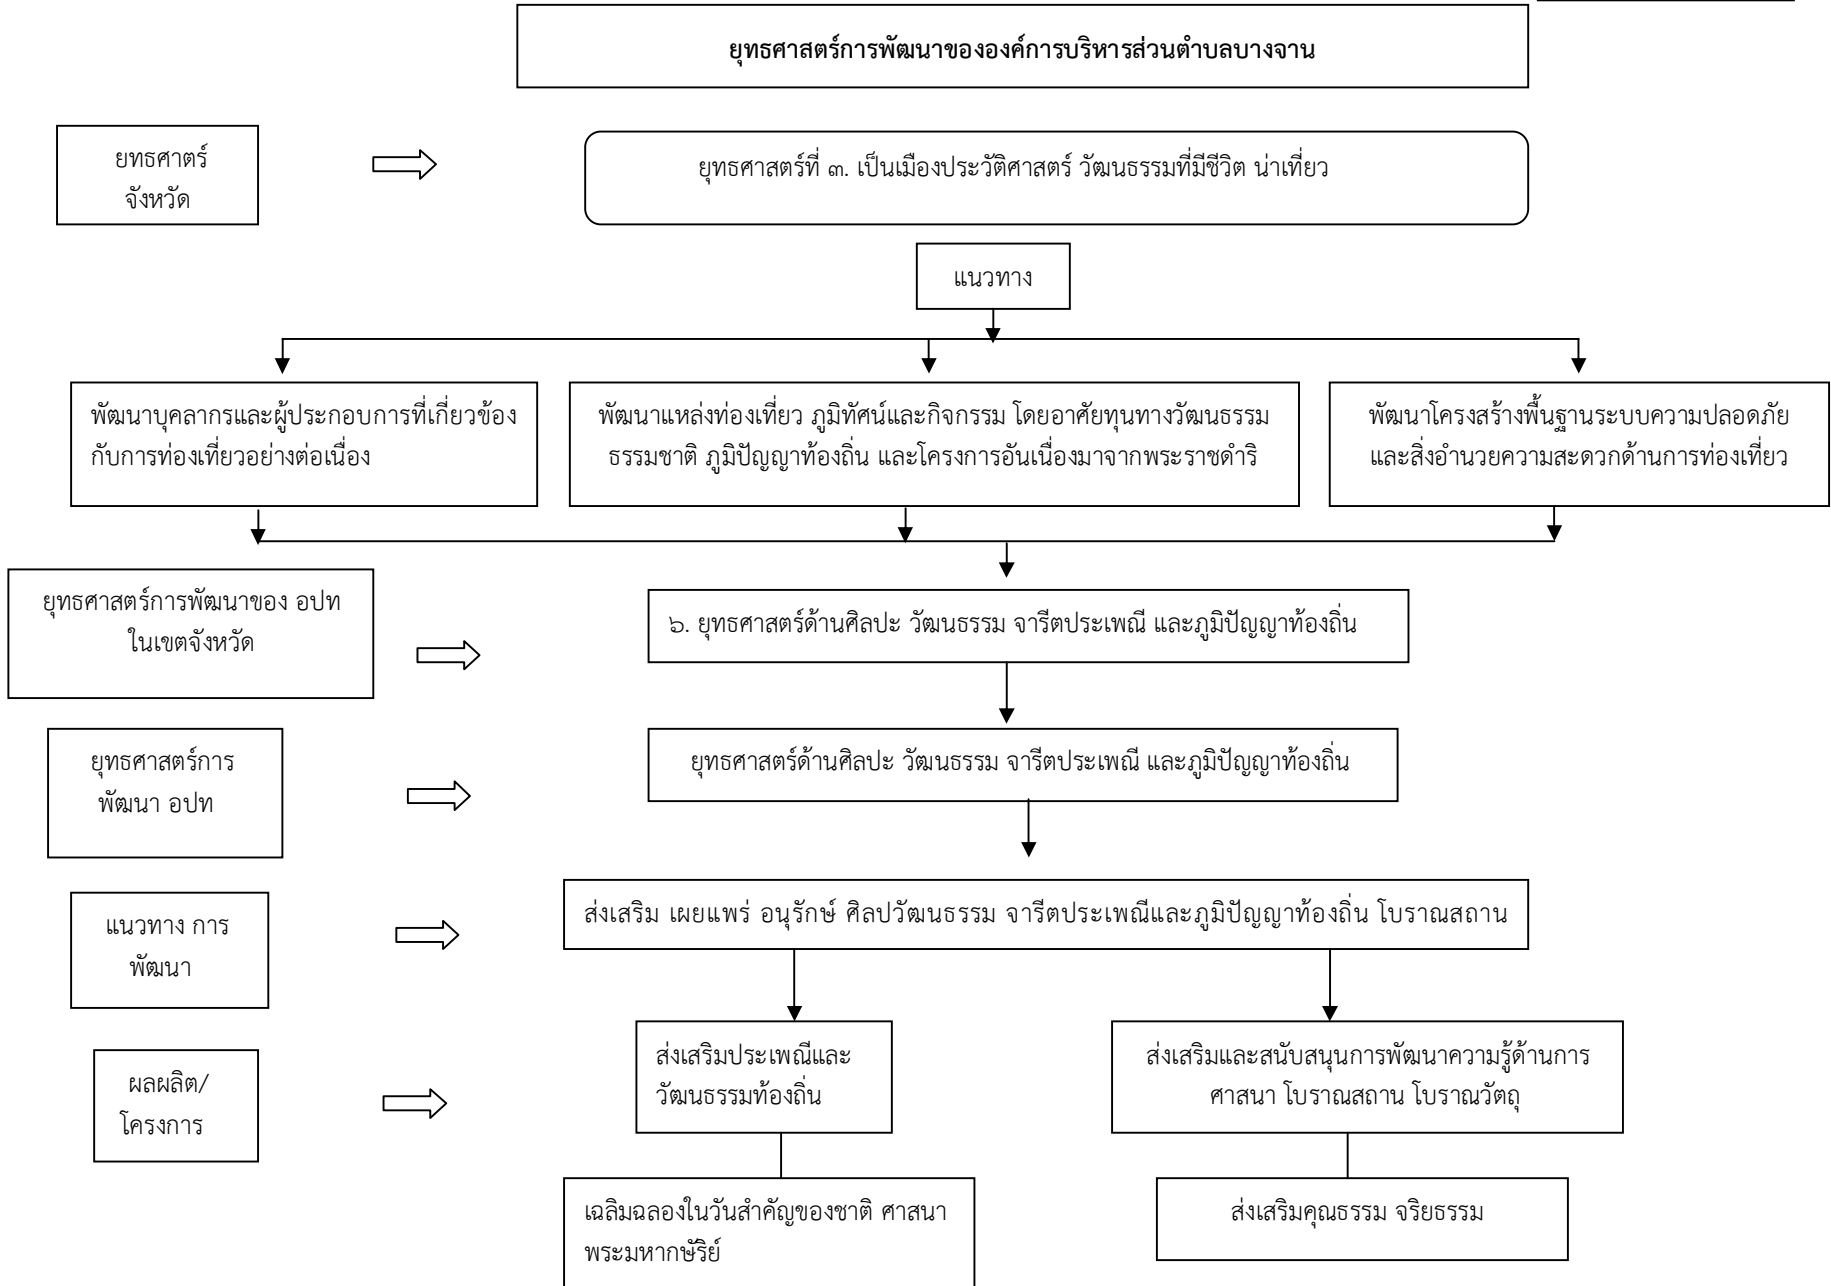 ยุทธศาสตร์การพัฒนาขององค์การบริหารส่วนตำบลบางจาน
ยทธศาตร์
จังหวัด
ยุทธศาสตร์ที่ ๓. เป็นเมืองประวัติศาสตร์ วัฒนธรรมที่มีชีวิต น่าเที่ยว
แนวทาง
พัฒนาบุคลากรและผู้ประกอบการที่เกี่ยวข้อง
กับการท่องเที่ยวอย่างต่อเนื่อง
พัฒนาแหล่งท่องเที่ยว ภูมิทัศน์และกิจกรรม โดยอาศัยทุนทางวัฒนธรรม
ธรรมชาติ ภูมิปัญญาท้องถิ่น และโครงการอันเนื่องมาจากพระราชดำริ
พัฒนาโครงสร้างพื้นฐานระบบความปลอดภัย
และสิ่งอำนวยความสะดวกด้านการท่องเที่ยว
ยุทธศาสตร์การพัฒนาของ อปท
ในเขตจังหวัด
๖. ยุทธศาสตร์ด้านศิลปะ วัฒนธรรม จารีตประเพณี และภูมิปัญญาท้องถิ่น
ยุทธศาสตร์การ
พัฒนา อปท
ยุทธศาสตร์ด้านศิลปะ วัฒนธรรม จารีตประเพณี และภูมิปัญญาท้องถิ่น
แนวทาง การ
พัฒนา
ส่งเสริม เผยแพร่ อนุรักษ์ ศิลปวัฒนธรรม จารีตประเพณีและภูมิปัญญาท้องถิ่น โบราณสถาน
ผลผลิต/
โครงการ
ส่งเสริมประเพณีและ
วัฒนธรรมท้องถิ่น
ส่งเสริมและสนับสนุนการพัฒนาความรู้ด้านการ
ศาสนา โบราณสถาน โบราณวัตถุ
เฉลิมฉลองในวันสำคัญของชาติ ศาสนา
พระมหากษัริย์
ส่งเสริมคุณธรรม จริยธรรม